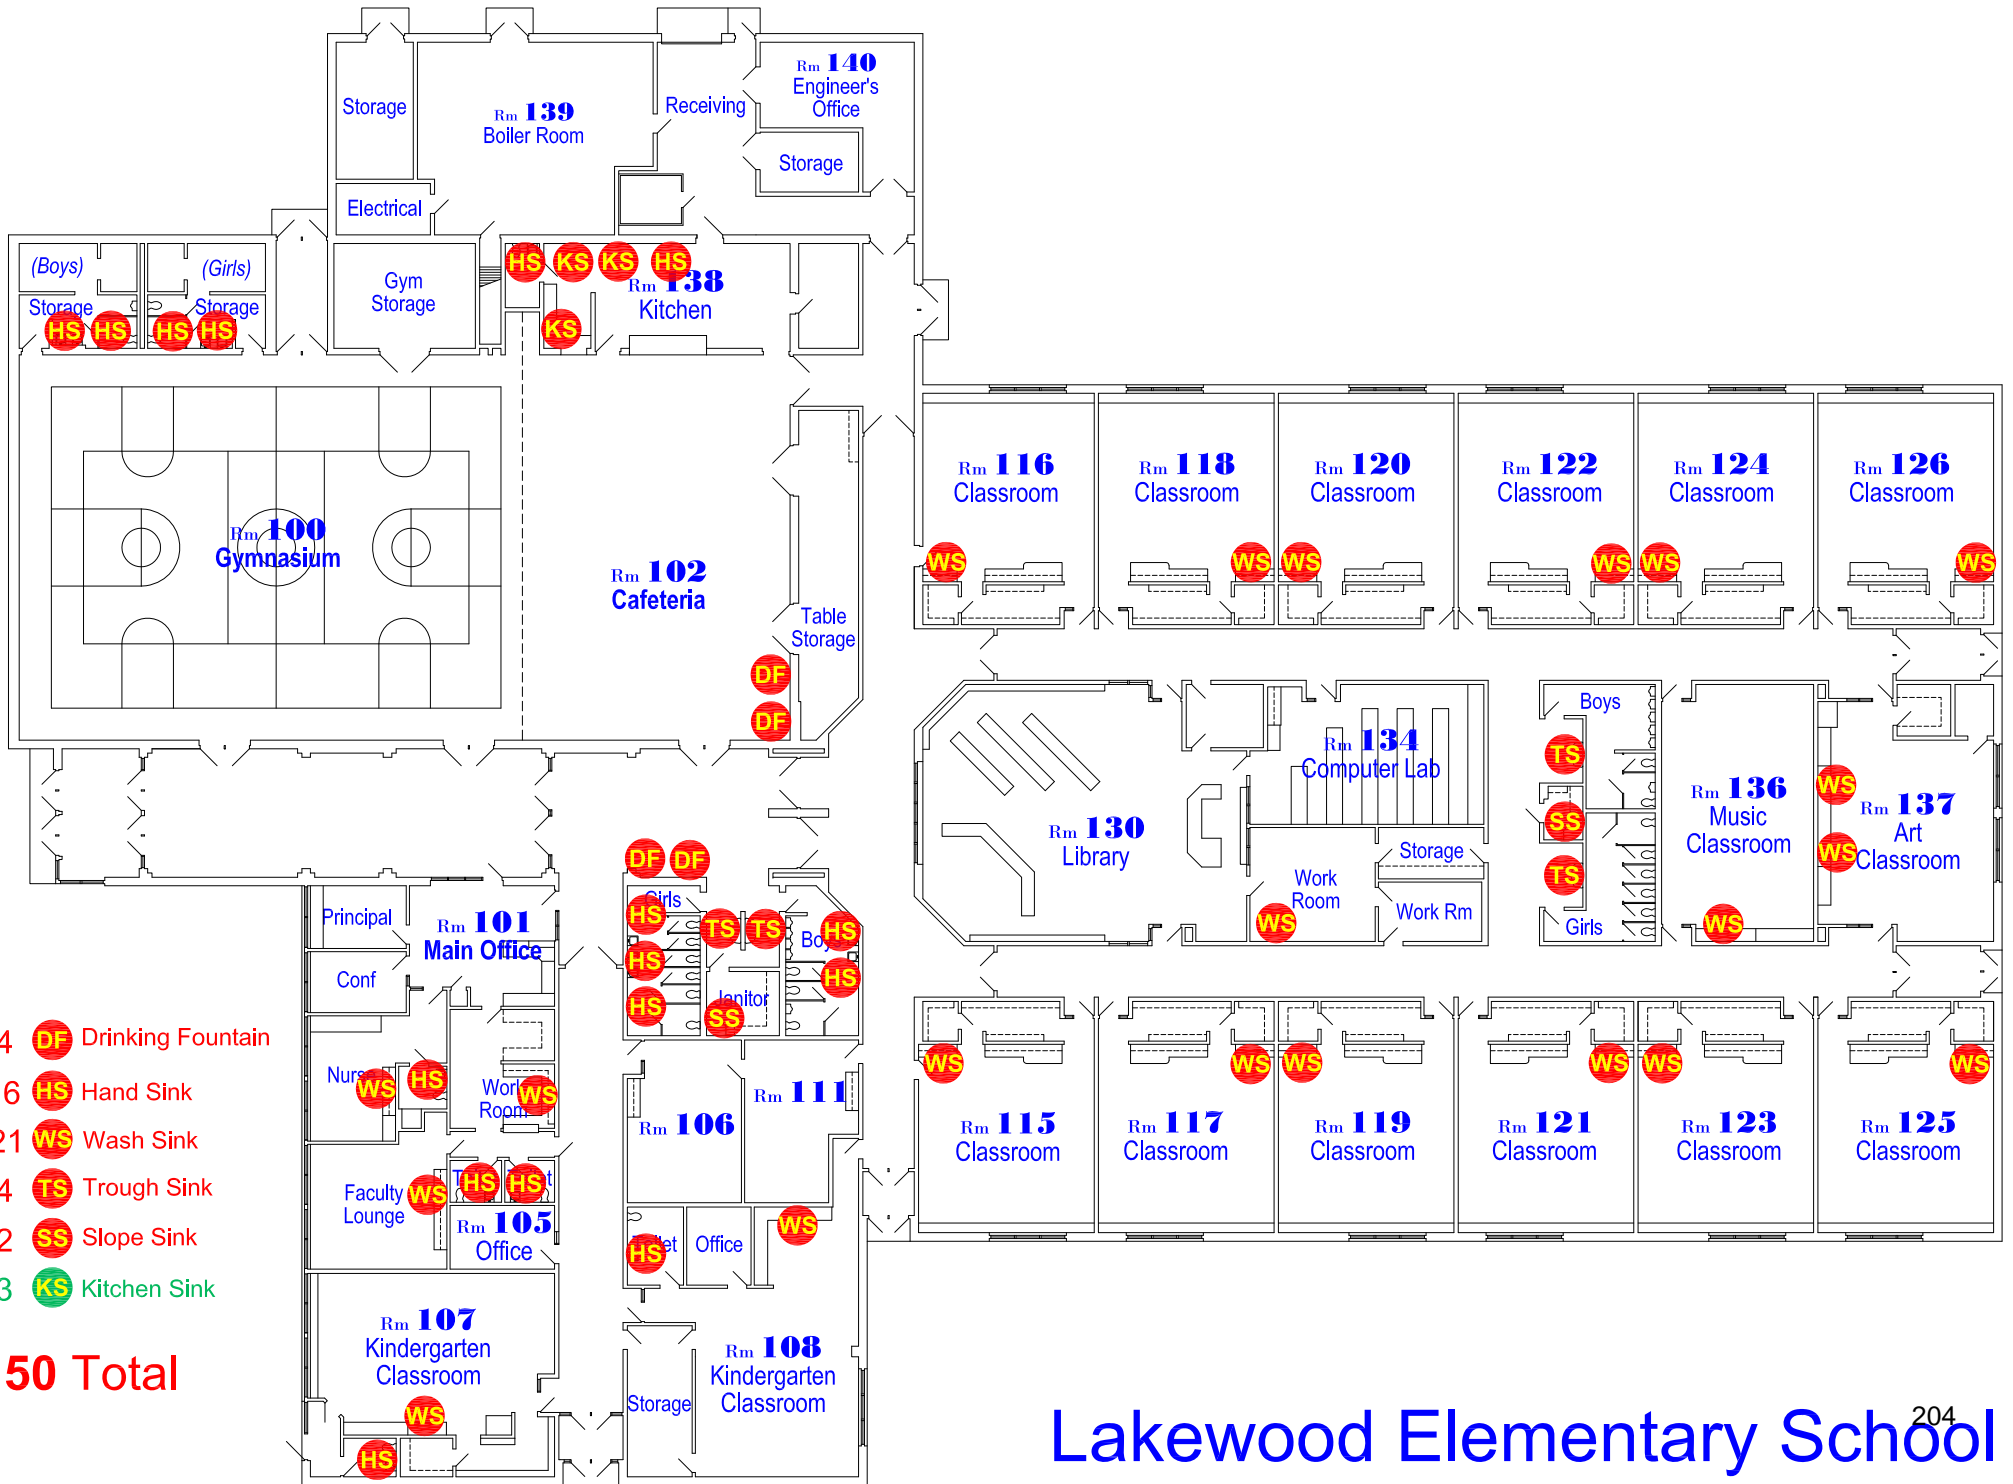 Rm 140
Engineer's
Office
Storage
Rm 139
Boiler Room
Receiving
Storage
Electrical
(Boys)
(Girls)
Storage
Storage
HS
HS
HS
HS
Gym
Storage
HS
KS
KS
HS
KS
Rm 138
Kitchen
Rm 100
Gymnasium
Rm 102
Cafeteria
Table
Storage
DF
DF
Rm 116
Classroom
WS
Rm 118
Classroom
WS
Rm 120
Classroom
WS
Rm 122
Classroom
WS
Rm 124
Classroom
WS
Rm 126
Classroom
WS
Rm 130
Library
Rm 134
Computer Lab
Work
Room
WS
Storage
Work Rm
Boys
TS
SS
TS
Girls
Rm 136
Music
Classroom
WS
Rm 137
Art
Classroom
WS
WS
DF
DF
Girls
HS
HS
HS
TS
TS
Boys
HS
HS
Janitor
SS
Principal
Rm 101
Main Office
Conf
Nurse
WS
HS
Work
Room
WS
Faculty
Lounge
WS
HS
HS
Rm 105
Office
Rm 106
Rm 111
Toilet
HS
Office
WS
Rm 107
Kindergarten
Classroom
WS
HS
Rm 108
Kindergarten
Classroom
Storage
Rm 115
Classroom
WS
Rm 117
Classroom
WS
Rm 119
Classroom
WS
Rm 121
Classroom
WS
Rm 123
Classroom
WS
Rm 125
Classroom
WS
4 DF Drinking Fountain
6 HS Hand Sink
21 WS Wash Sink
4 TS Trough Sink
2 SS Slope Sink
3 KS Kitchen Sink
50 Total
Lakewood Elementary School
204